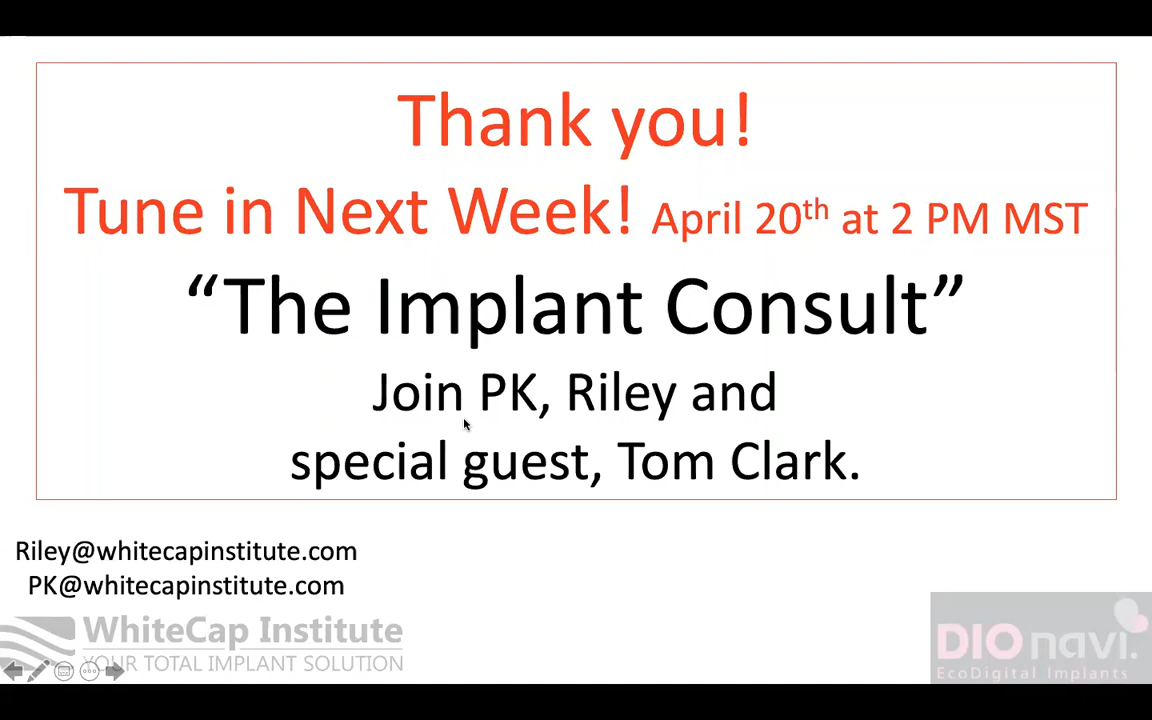 Thank you!
Tune in Next Week! April 20th at 2 PM MST
“The Implant Consult”
Join PK, Riley and
special guest, Tom Clark.
Riley@whitecapinstitute.com
PK@whitecapinstitute.com
WhiteCap Institute
YOUR TOTAL IMPLANT SOLUTION
DIOnavi.
EcoDigital Implants